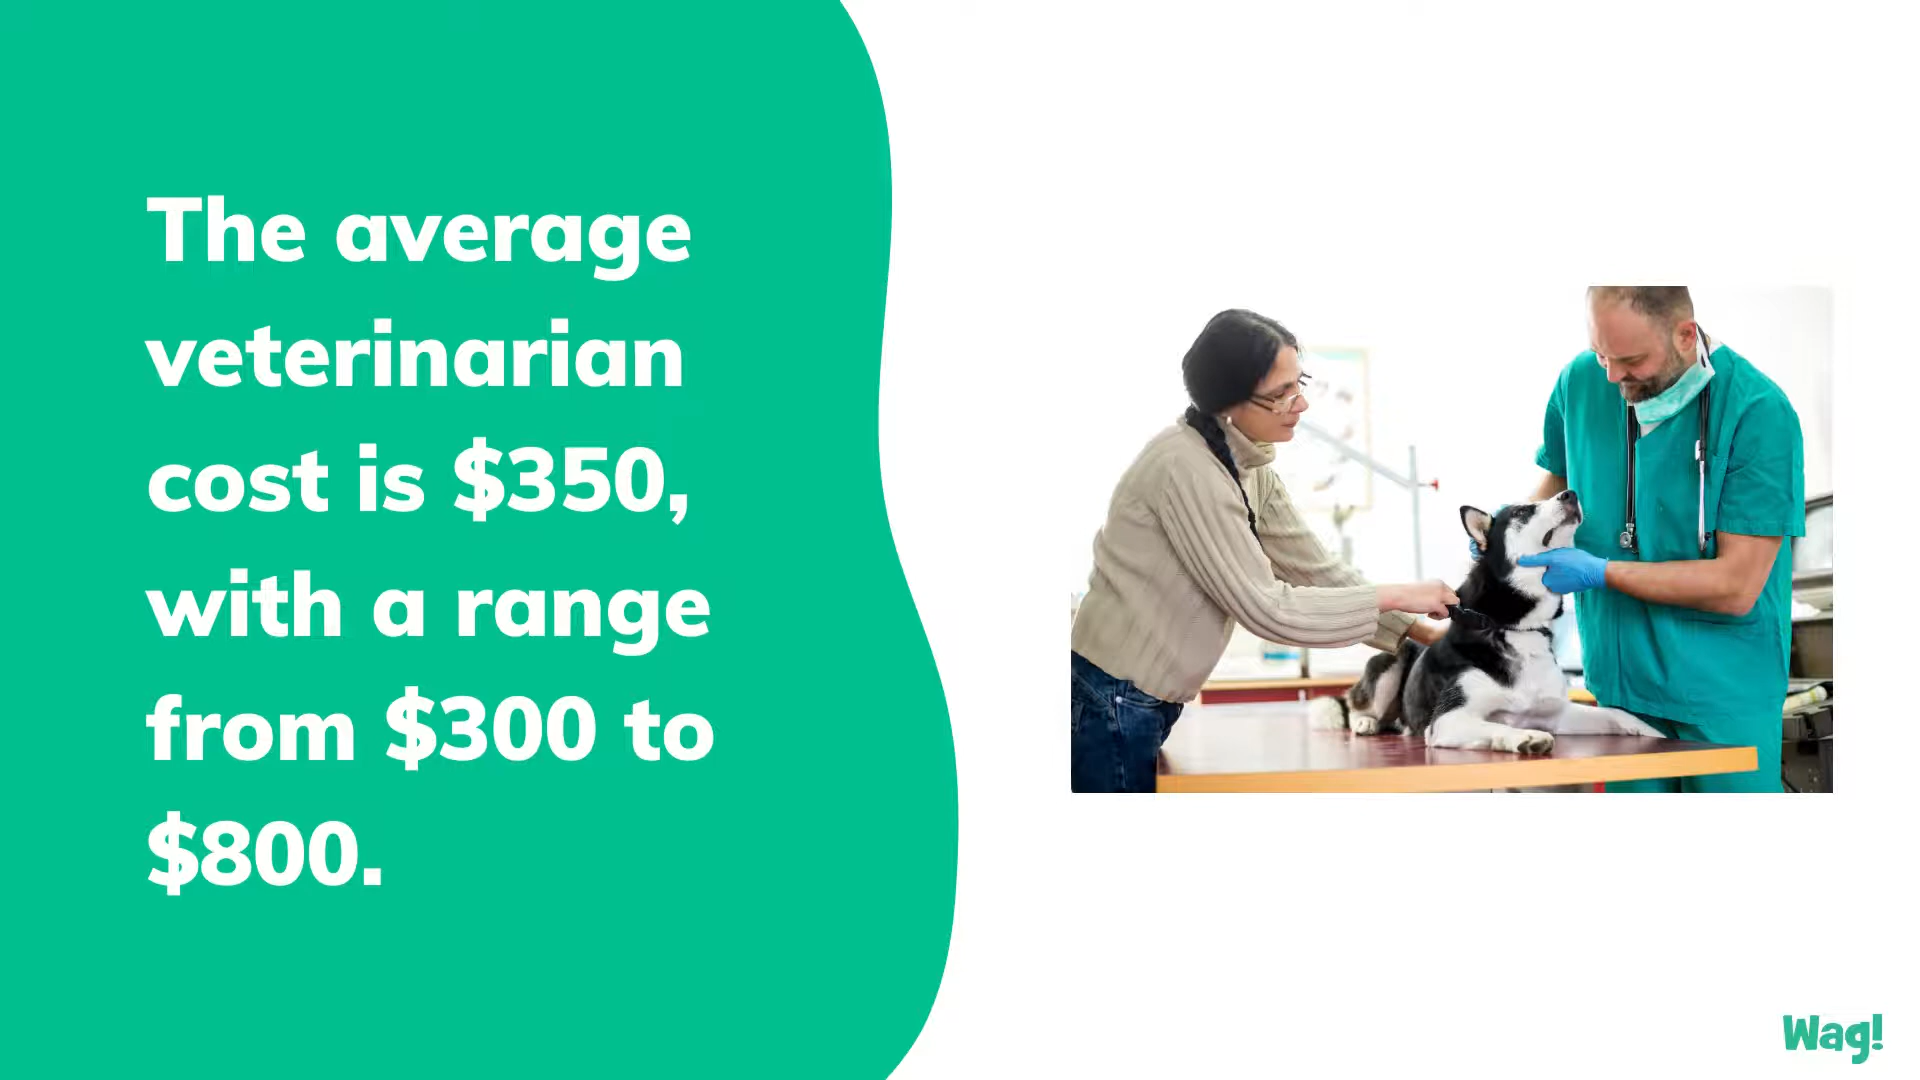 The average
veterinarian
cost is $350,
with a range
from $300 to
$800.
Wag!